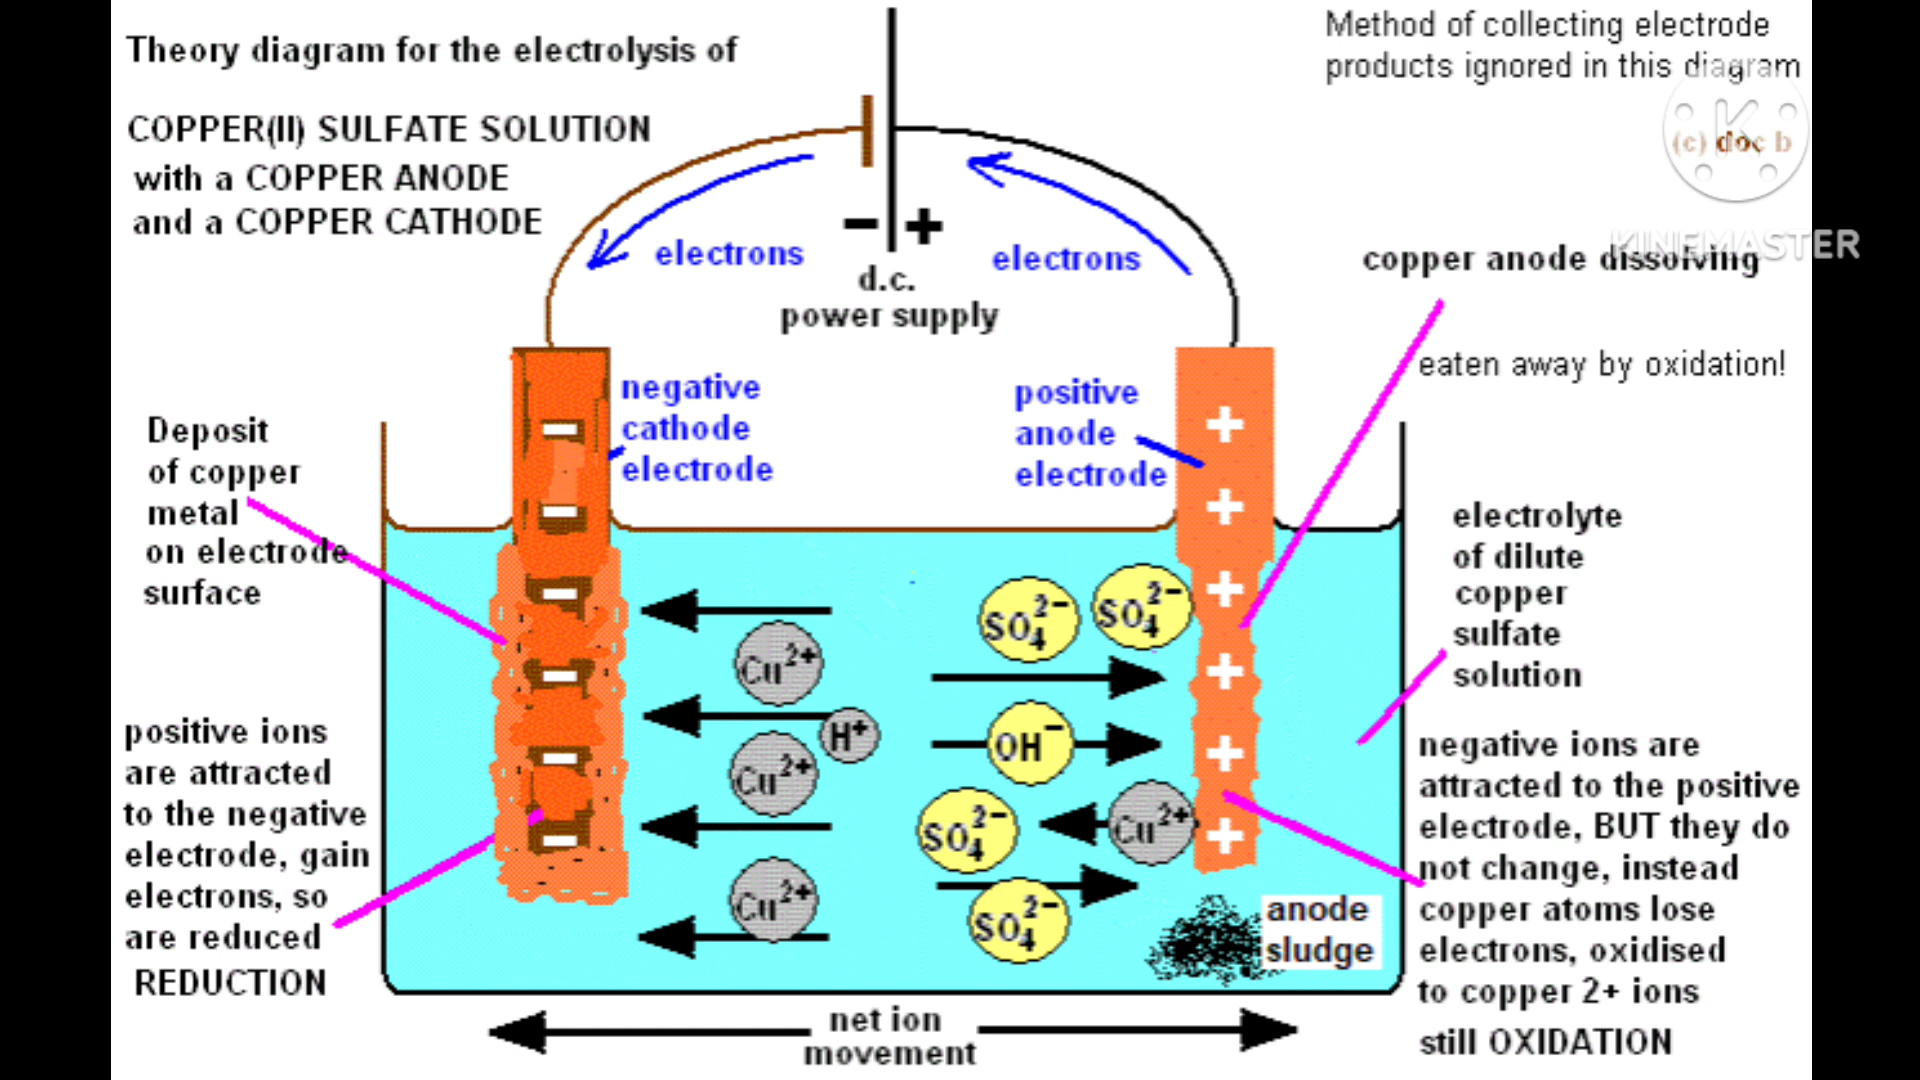 Theory diagram for the electrolysis of
COPPER(II) SULFATE SOLUTION
with a COPPER ANODE
and a COPPER CATHODE
Method of collecting electrode
products ignored in this diagram
(c) doc b
K
KINEMASTER
electrons
− +
electrons
d.c.
power supply
copper anode dissolving
eaten away by oxidation!
negative
cathode
electrode
positive
anode
electrode
Deposit
of copper
metal
on electrode
surface
electrolyte
of dilute
copper
sulfate
solution
SO₄²⁻
SO₄²⁻
Cu²⁺
H⁺
OH⁻
Cu²⁺
SO₄²⁻
Cu²⁺
Cu²⁺
SO₄²⁻
positive ions
are attracted
to the negative
electrode, gain
electrons, so
are reduced
REDUCTION
negative ions are
attracted to the positive
electrode, BUT they do
not change, instead
copper atoms lose
electrons, oxidised
to copper 2+ ions
still OXIDATION
anode
sludge
net ion
movement